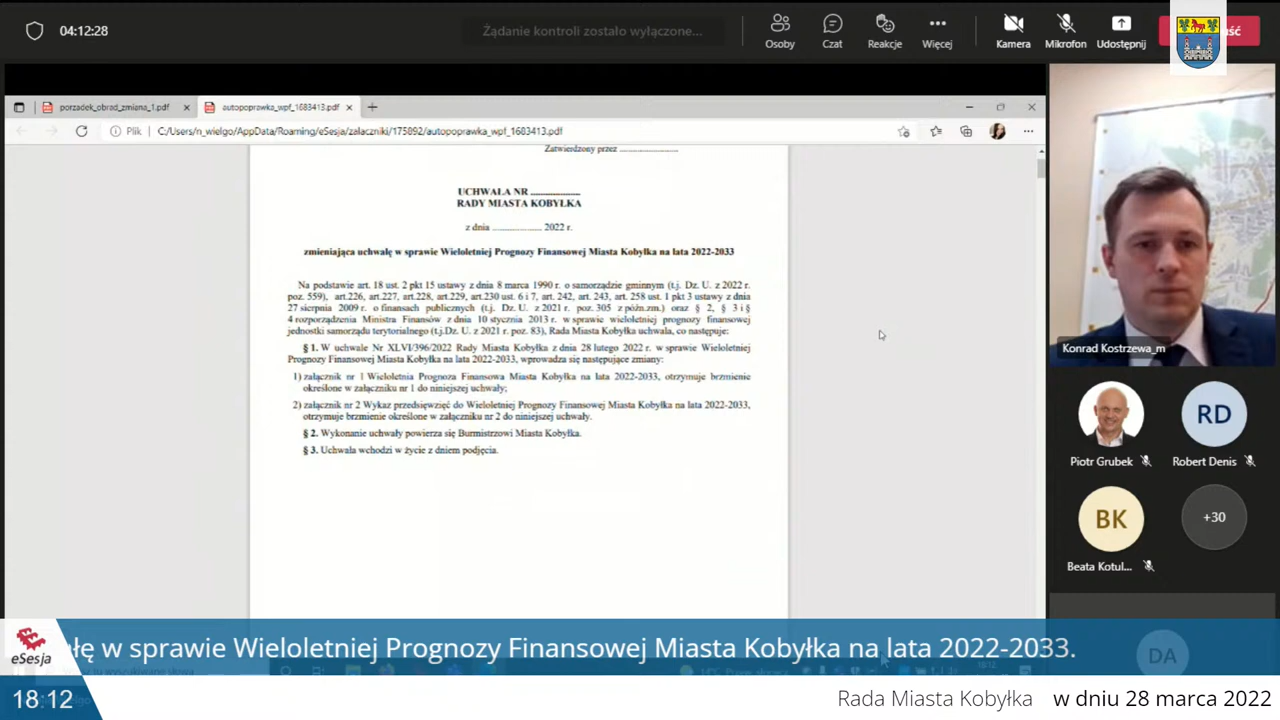 04:12:28
Żądanie kontroli zostało wyłączone...
Osoby
Czat
Reakcje
Więcej
Kamera
Mikrofon
Udostępnij
ść
porzadek_obrad_zmiana_1.pdf
autopoprawka_wpf_1683413.pdf
Plik
C:/Users/n_wielgo/AppData/Roaming/eSesja/zalaczniki/175892/autopoprawka_wpf_1683413.pdf
Zatwierdzony przez ....................
UCHWAŁA NR ....................
RADY MIASTA KOBYŁKA
z dnia .................... 2022 r.
zmieniająca uchwałę w sprawie Wieloletniej Prognozy Finansowej Miasta Kobyłka na lata 2022-2033
Na podstawie art. 18 ust. 2 pkt 15 ustawy z dnia 8 marca 1990 r. o samorządzie gminnym (t.j. Dz. U. z 2022 r.
poz. 559), art.226, art.227, art.228, art.229, art.230 ust. 6 i 7, art. 242, art. 243, art. 258 ust. 1 pkt 3 ustawy z dnia
27 sierpnia 2009 r. o finansach publicznych (t.j. Dz. U. z 2021 r. poz. 305 z późn.zm.) oraz § 2, § 3 i §
4 rozporządzenia Ministra Finansów z dnia 10 stycznia 2013 r. w sprawie wieloletniej prognozy finansowej
jednostki samorządu terytorialnego (t.j.Dz. U. z 2021 r. poz. 83), Rada Miasta Kobyłka uchwala, co następuje:
§ 1. W uchwale Nr XLVI/396/2022 Rady Miasta Kobyłka z dnia 28 lutego 2022 r. w sprawie Wieloletniej
Prognozy Finansowej Miasta Kobyłka na lata 2022-2033, wprowadza się następujące zmiany:
1) załącznik nr 1 Wieloletnia Prognoza Finansowa Miasta Kobyłka na lata 2022-2033, otrzymuje brzmienie
określone w załączniku nr 1 do niniejszej uchwały;
2) załącznik nr 2 Wykaz przedsięwzięć do Wieloletniej Prognozy Finansowej Miasta Kobyłka na lata 2022-2033,
otrzymuje brzmienie określone w załączniku nr 2 do niniejszej uchwały.
§ 2. Wykonanie uchwały powierza się Burmistrzowi Miasta Kobyłka.
§ 3. Uchwała wchodzi w życie z dniem podjęcia.
Konrad Kostrzewa_m
RD
Piotr Grubek
Robert Denis
BK
+30
Beata Kotul...
DA
eSesja
łę w sprawie Wieloletniej Prognozy Finansowej Miasta Kobyłka na lata 2022-2033.
18:12
Rada Miasta Kobyłka
w dniu 28 marca 2022